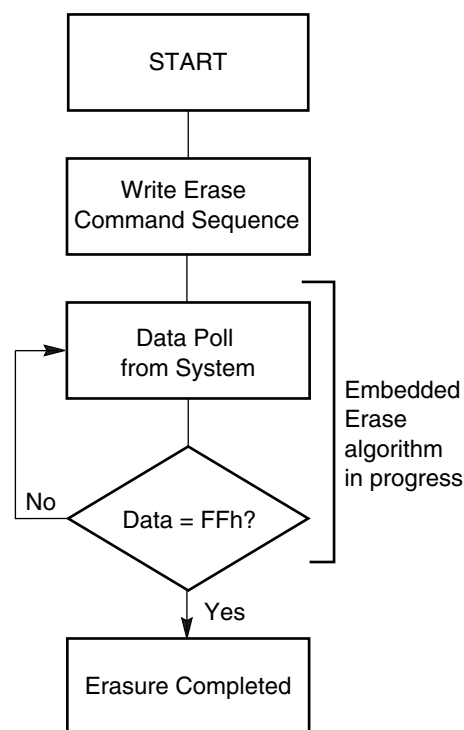 START
Write Erase
Command Sequence
Data Poll
from System
Embedded
Erase
algorithm
in progress
No
Data = FFh?
Yes
Erasure Completed